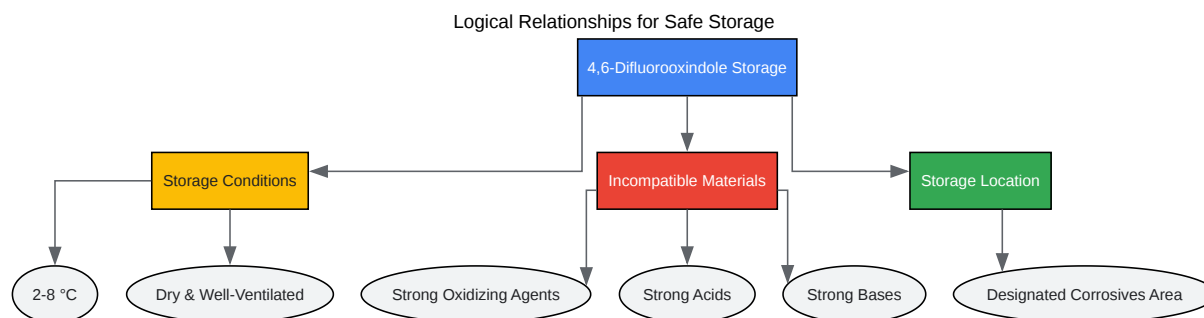 Logical Relationships for Safe Storage
4,6-Difluorooxindole Storage
Storage Conditions
Incompatible Materials
Storage Location
2-8 °C
Dry & Well-Ventilated
Strong Oxidizing Agents
Strong Acids
Strong Bases
Designated Corrosives Area